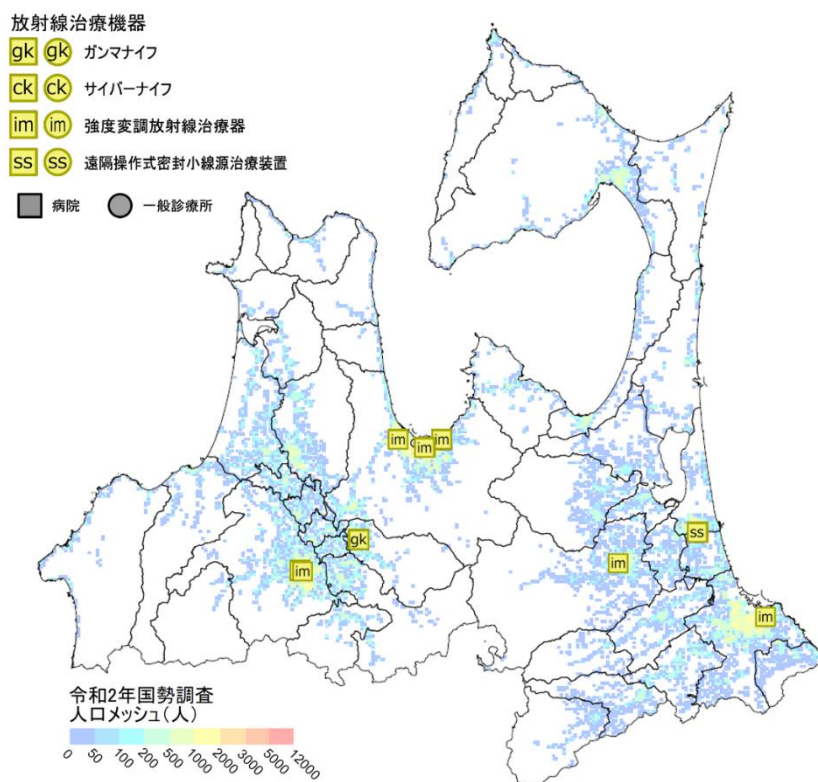 放射線治療機器
gk gk ガンマナイフ
ck ck サイバーナイフ
im im 強度変調放射線治療器
ss ss 遠隔操作式密封小線源治療装置
病院 一般診療所
im im
im
gk
ss
im
im
im
令和2年国勢調査
人口メッシュ(人)
0 50 100 200 500 1000 2000 3000 12000